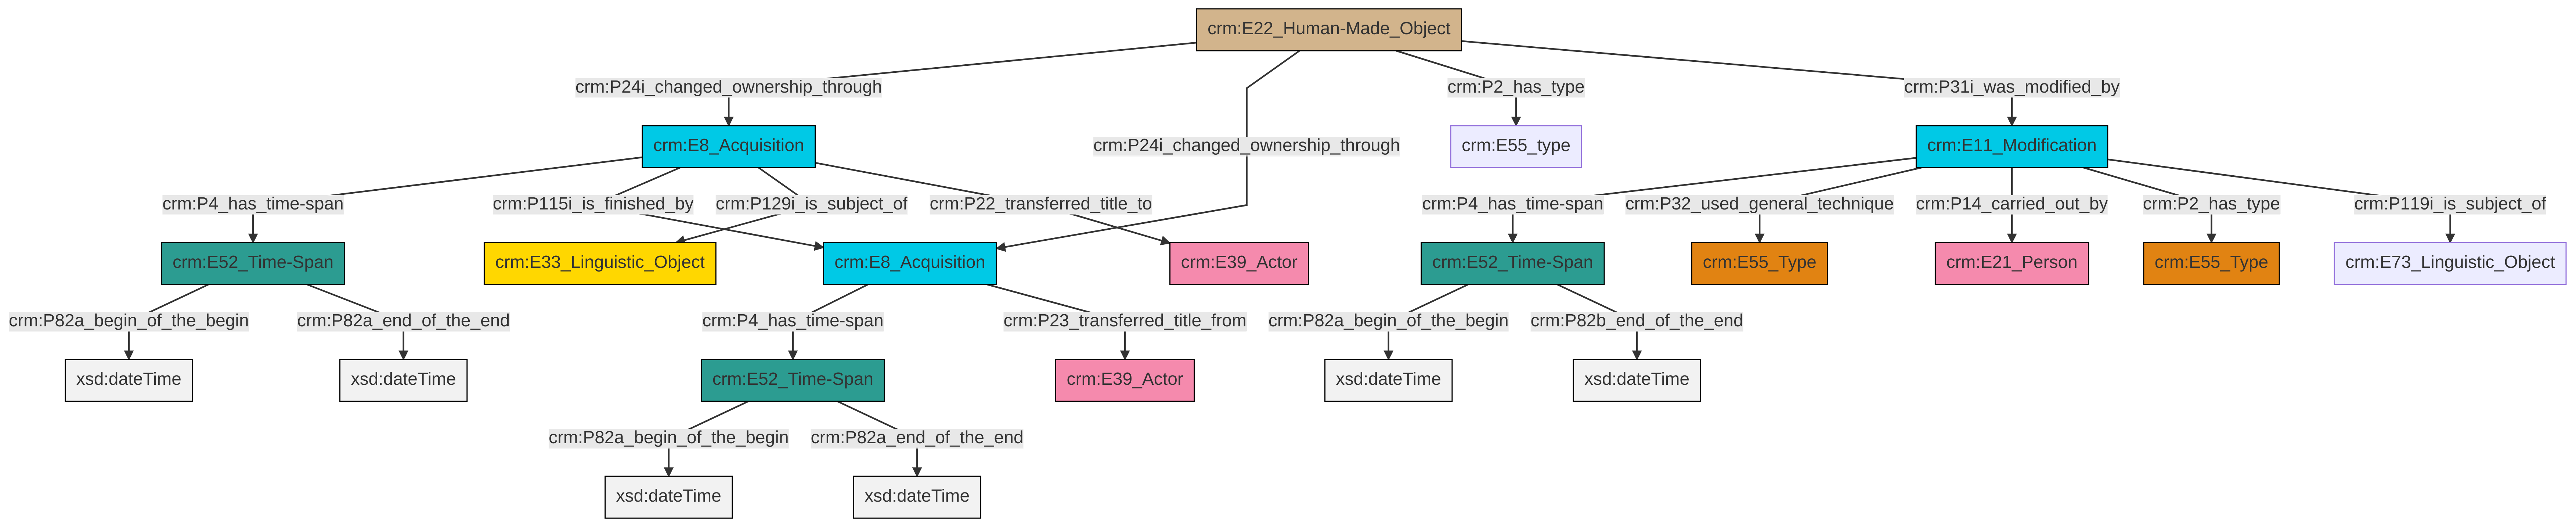 crm:E22_Human-Made_Object
crm:P24i_changed_ownership_through
crm:P2_has_type
crm:P31i_was_modified_by
crm:E8_Acquisition
crm:P24i_changed_ownership_through
crm:E55_type
crm:E11_Modification
crm:P4_has_time-span
crm:P115i_is_finished_by
crm:P129i_is_subject_of
crm:P22_transferred_title_to
crm:P4_has_time-span
crm:P32_used_general_technique
crm:P14_carried_out_by
crm:P2_has_type
crm:P119i_is_subject_of
crm:E52_Time-Span
crm:E33_Linguistic_Object
crm:E8_Acquisition
crm:E39_Actor
crm:E52_Time-Span
crm:E55_Type
crm:E21_Person
crm:E55_Type
crm:E73_Linguistic_Object
crm:P82a_begin_of_the_begin
crm:P82a_end_of_the_end
crm:P4_has_time-span
crm:P23_transferred_title_from
crm:P82a_begin_of_the_begin
crm:P82b_end_of_the_end
xsd:dateTime
xsd:dateTime
crm:E52_Time-Span
crm:E39_Actor
xsd:dateTime
xsd:dateTime
crm:P82a_begin_of_the_begin
crm:P82a_end_of_the_end
xsd:dateTime
xsd:dateTime